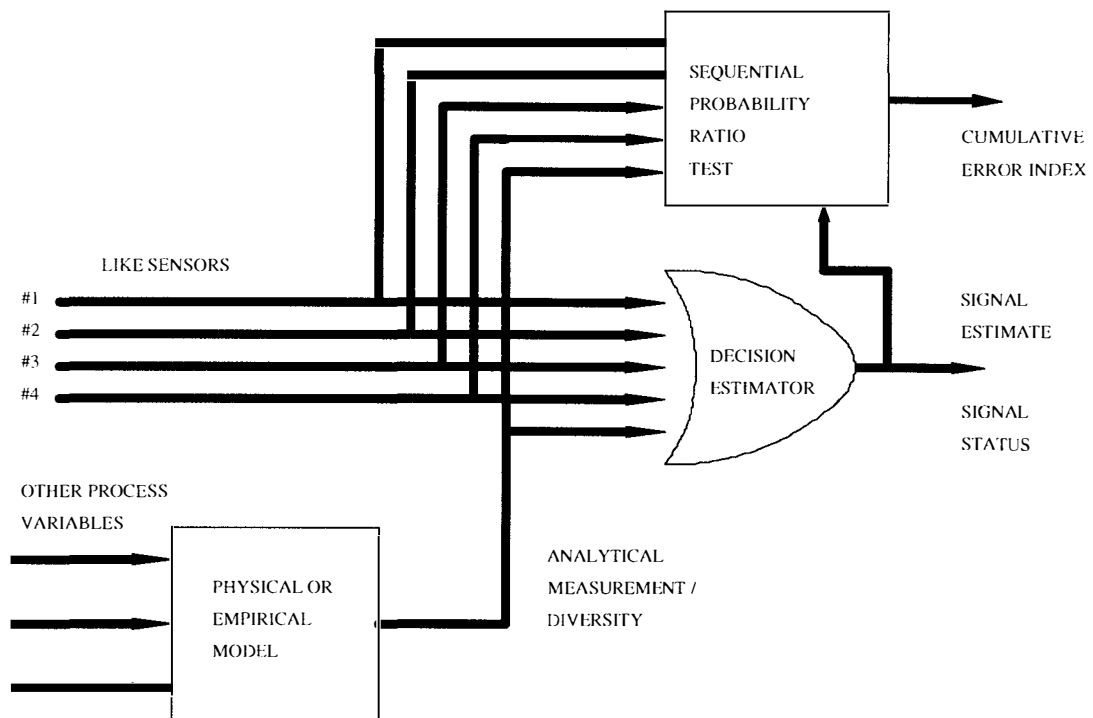 SEQUENTIAL
PROBABILITY
RATIO
TEST
CUMULATIVE
ERROR INDEX
LIKE SENSORS
#1
#2
#3
#4
DECISION
ESTIMATOR
SIGNAL
ESTIMATE
SIGNAL
STATUS
OTHER PROCESS
VARIABLES
PHYSICAL OR
EMPIRICAL
MODEL
ANALYTICAL
MEASUREMENT /
DIVERSITY